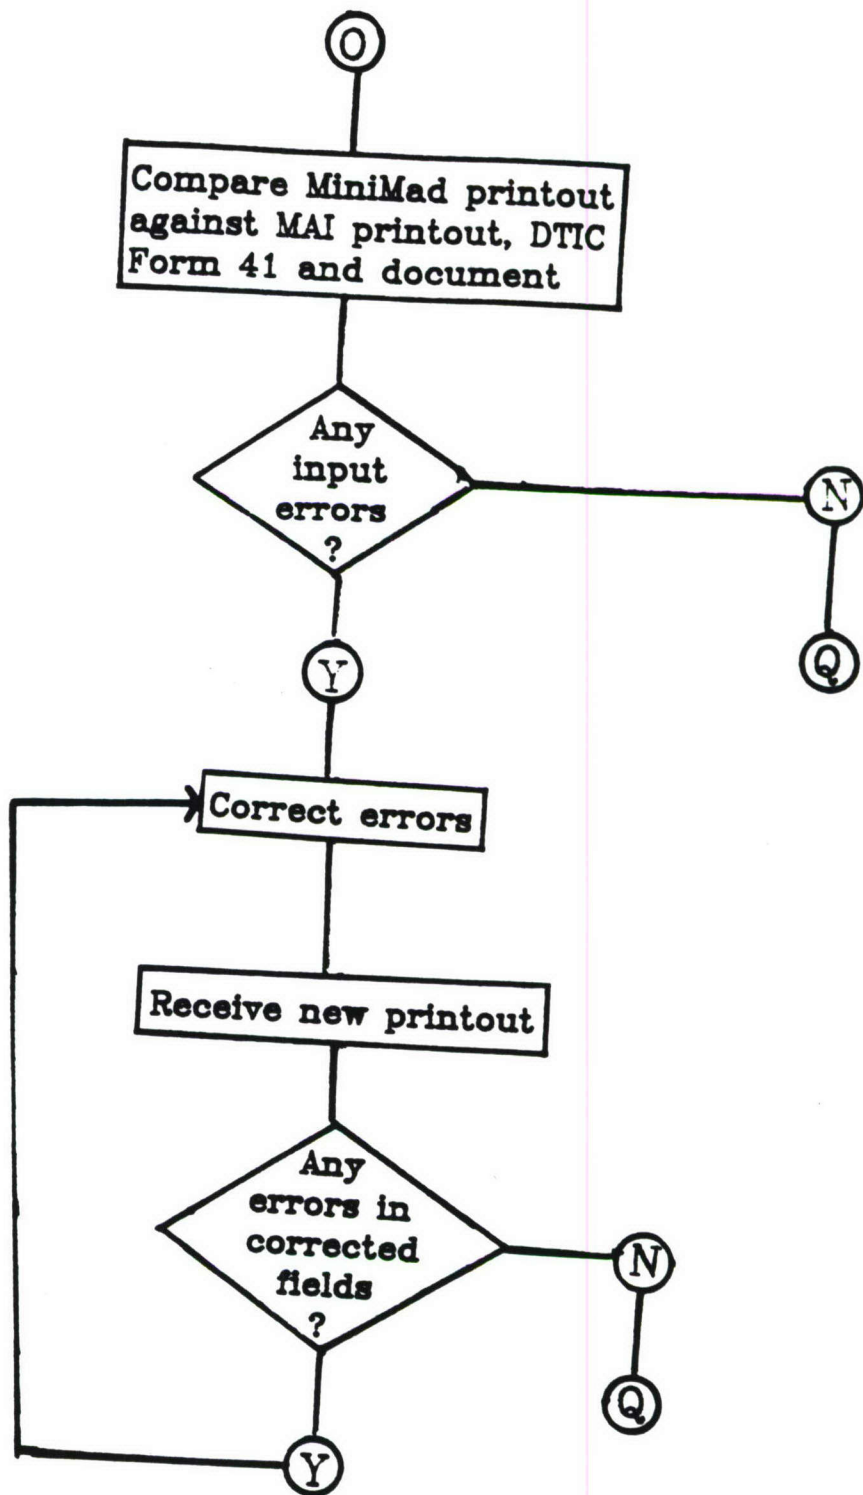 O
Compare MiniMad printout
against MAI printout, DTIC
Form 41 and document
Any
input
errors
?
N
Q
Y
Correct errors
Receive new printout
Any
errors in
corrected
fields
?
N
Q
Y